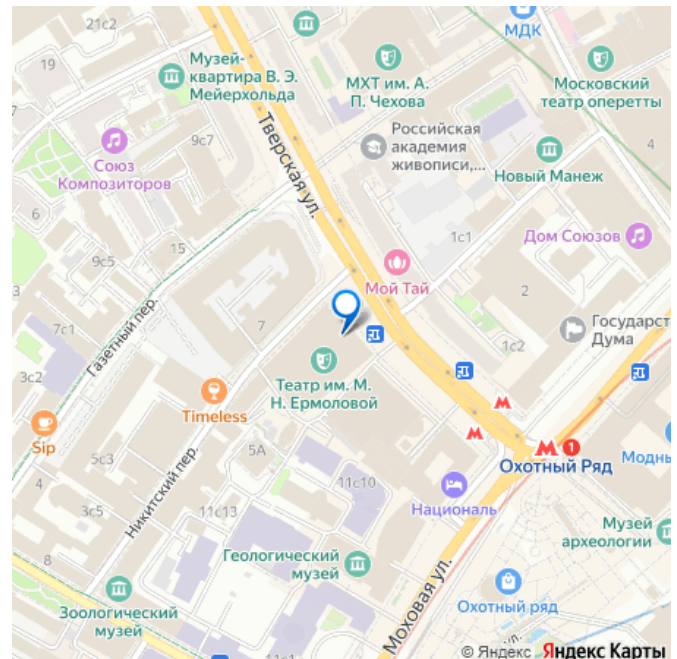 21с2
МДК
19
Музей-
квартира В. Э.
Мейерхольда
МХТ им. А.
П. Чехова
Московский
театр оперетты
Тверская ул.
Российская
академия
живописи,...
4
9с7
Союз
Композиторов
Новый Манеж
6
15
1с1
Дом Союзов
9с5
Мой Тай
2
7с1
Газетный пер.
7
Государст
Дума
1с2
3с2
Театр им. М.
Н. Ермоловой
Timeless
Sip
5А
1
Охотный Ряд
Модны
5с3
4
Никитский пер.
11с10
Националь
3с5
11с13
Музей
археологии
8
Геологический
музей
Моховая ул.
Охотный ряд
Зоологический
музей
ул.
© Яндекс Яндекс Карты